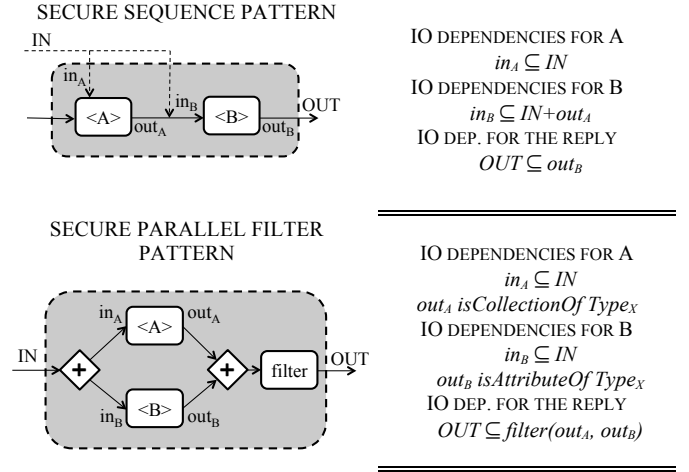 SECURE SEQUENCE PATTERN
IN
in_A
<A>
out_A
in_B
<B>
out_B
OUT
IO DEPENDENCIES FOR A
in_A ⊆ IN
IO DEPENDENCIES FOR B
in_B ⊆ IN+out_A
IO DEP. FOR THE REPLY
OUT ⊆ out_B
SECURE PARALLEL FILTER
PATTERN
IN
+
in_A
<A>
out_A
in_B
<B>
out_B
+
filter
OUT
IO DEPENDENCIES FOR A
in_A ⊆ IN
out_A isCollectionOf Type_X
IO DEPENDENCIES FOR B
in_B ⊆ IN
out_B isAttributeOf Type_X
IO DEP. FOR THE REPLY
OUT ⊆ filter(out_A, out_B)